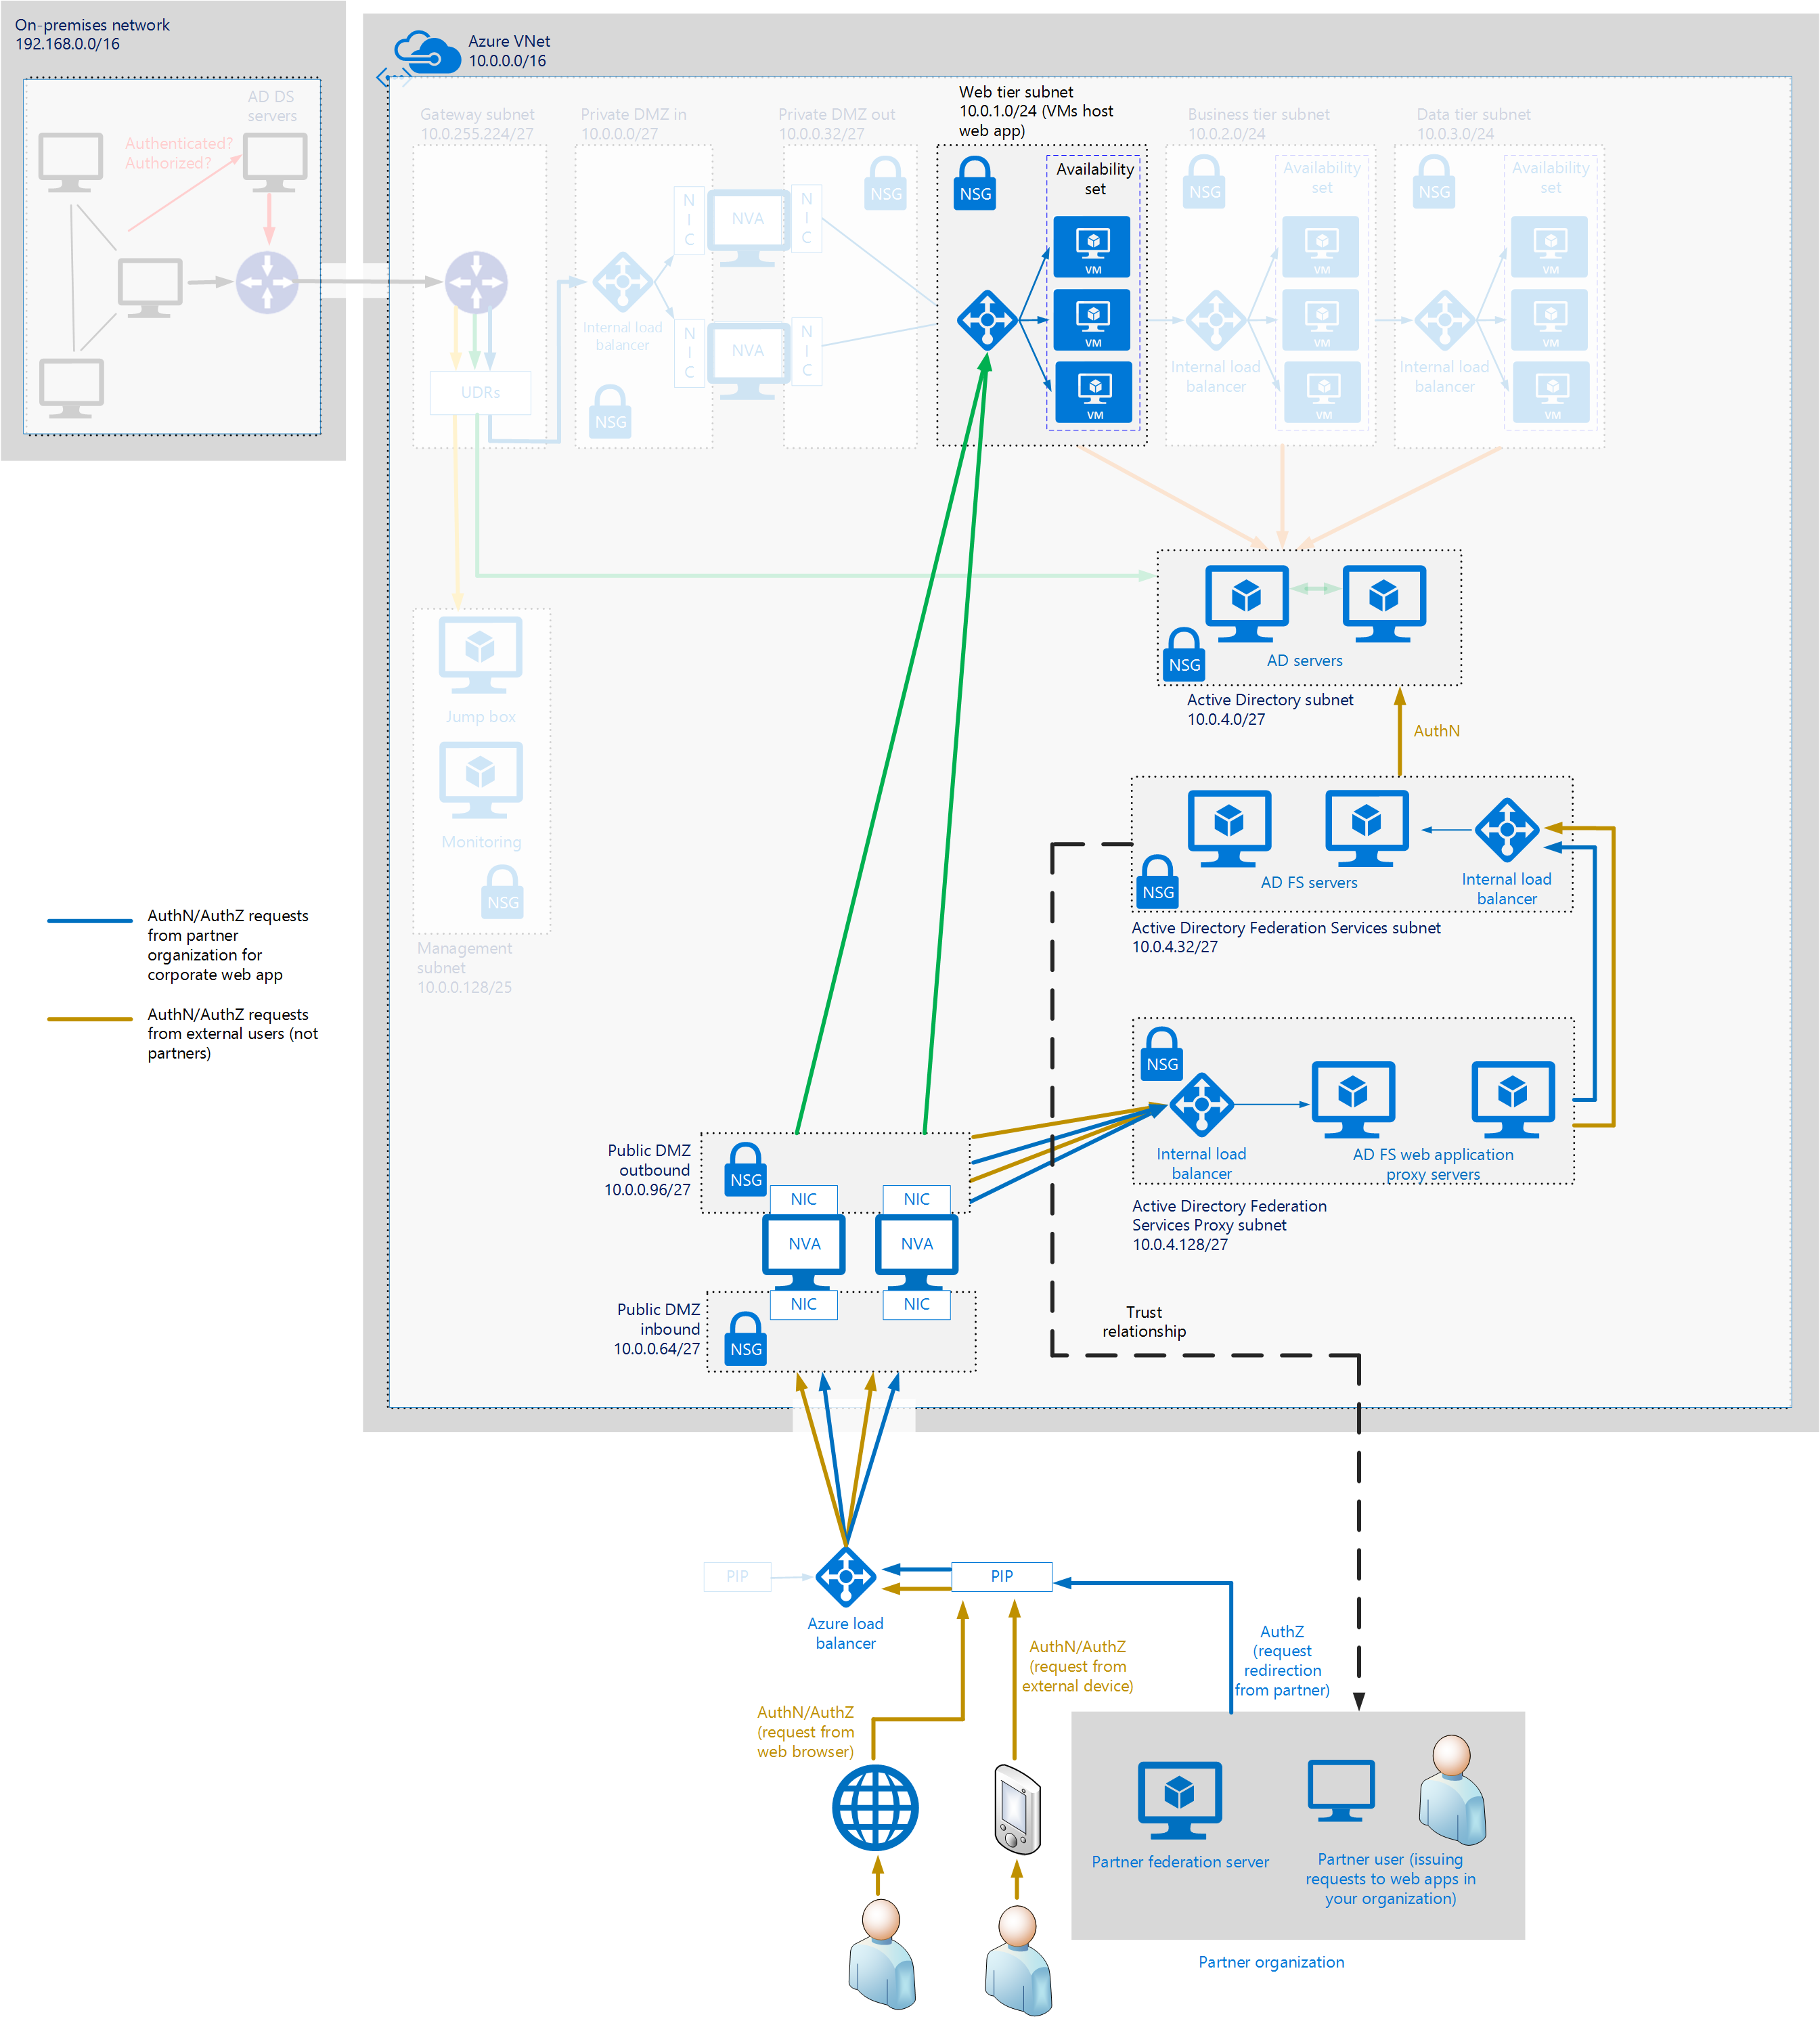 On-premises network
192.168.0.0/16
AD DS
servers
Authenticated?
Authorized?
Azure VNet
10.0.0.0/16
Gateway subnet
10.0.255.224/27
UDRs
Private DMZ in
10.0.0.0/27
Internal load
balancer
NSG
N
I
C
N
I
C
NVA
NVA
Private DMZ out
10.0.0.32/27
N
I
C
N
I
C
NSG
Web tier subnet
10.0.1.0/24 (VMs host
web app)
NSG
Availability
set
VM
VM
VM
Business tier subnet
10.0.2.0/24
NSG
Availability
set
VM
VM
VM
Internal load
balancer
Data tier subnet
10.0.3.0/24
NSG
Availability
set
VM
VM
VM
Internal load
balancer
NSG
AD servers
Active Directory subnet
10.0.4.0/27
AuthN
Jump box
Monitoring
NSG
Management
subnet
10.0.0.128/25
NSG
AD FS servers
Internal load
balancer
Active Directory Federation Services subnet
10.0.4.32/27
AuthN/AuthZ requests
from partner
organization for
corporate web app
AuthN/AuthZ requests
from external users (not
partners)
NSG
Internal load
balancer
AD FS web application
proxy servers
Active Directory Federation
Services Proxy subnet
10.0.4.128/27
Public DMZ
outbound
10.0.0.96/27
NSG
NIC
NIC
NVA
NVA
Public DMZ
inbound
10.0.0.64/27
NSG
NIC
NIC
Trust
relationship
PIP
PIP
Azure load
balancer
AuthN/AuthZ
(request from
external device)
AuthZ
(request
redirection
from partner)
AuthN/AuthZ
(request from
web browser)
Partner federation server
Partner user (issuing
requests to web apps in
your organization)
Partner organization